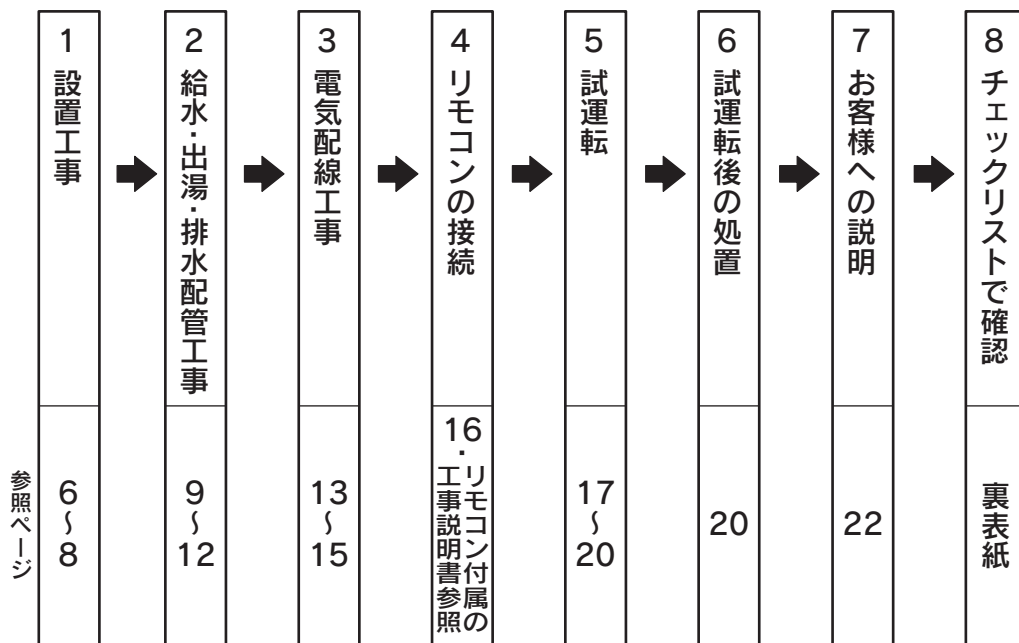 1 設置工事
2 給水・出湯・排水配管工事
3 電気配線工事
4 リモコンの接続
5 試運転
6 試運転後の処置
7 お客様への説明
8 チェックリストで確認
参照ページ
6〜8
9〜12
13〜15
16・リモコン付属の
工事説明書参照
17〜20
20
22
裏表紙